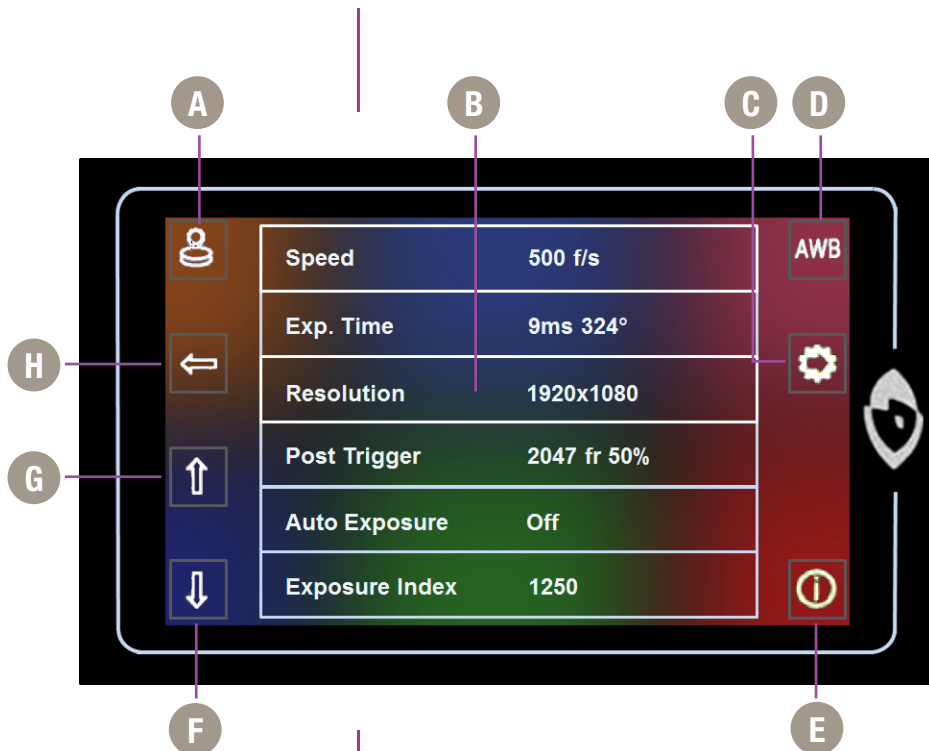 A B C D
AWB
Speed 500 f/s
Exp. Time 9ms 324°
H
Resolution 1920x1080
G
Post Trigger 2047 fr 50%
Auto Exposure Off
Exposure Index 1250
F E